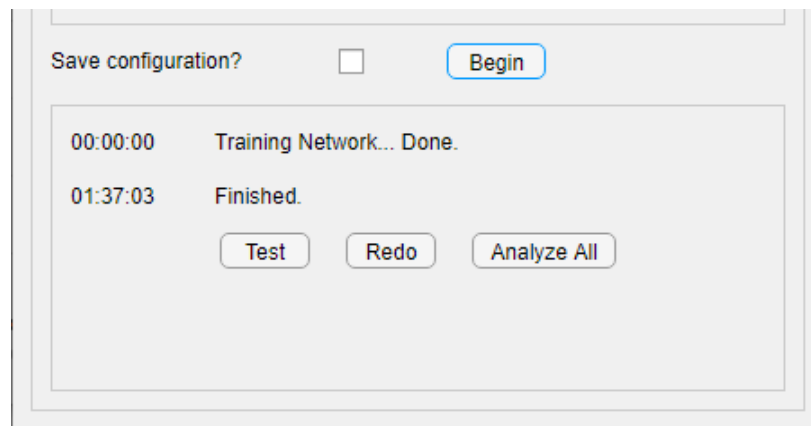 Save configuration? Begin
00:00:00 Training Network... Done.
01:37:03 Finished.
Test Redo Analyze All